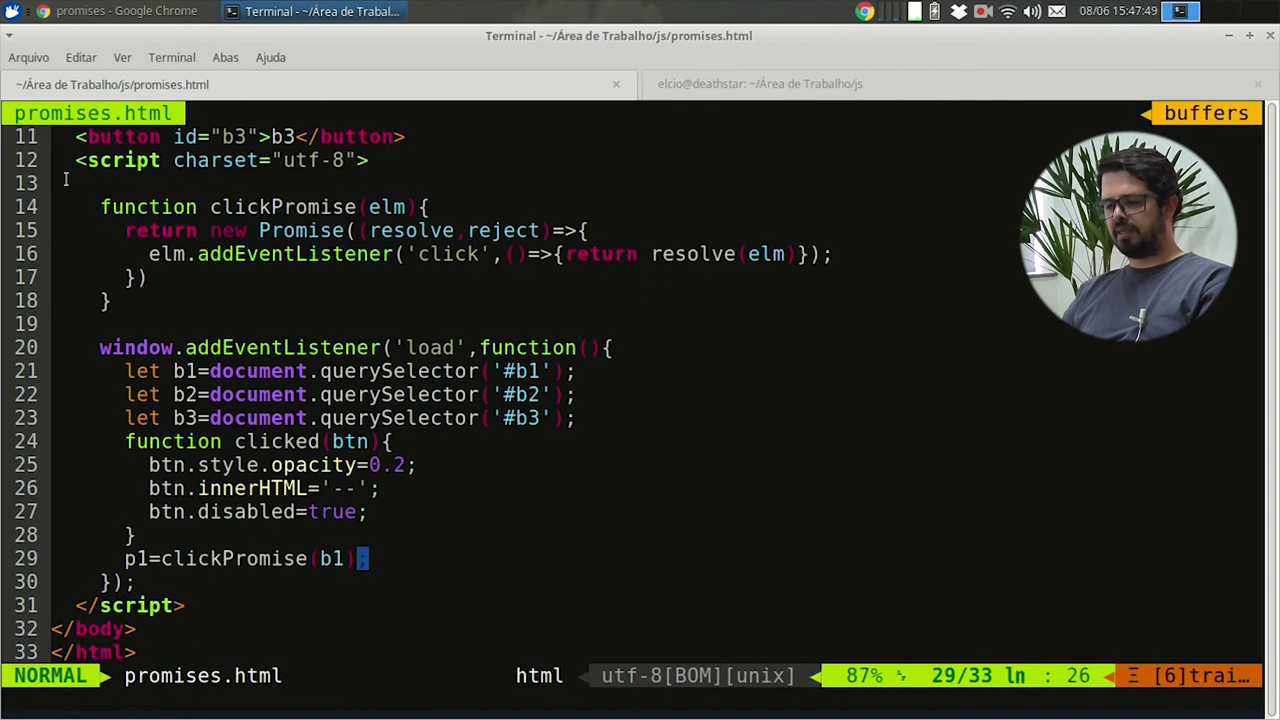 promises - Google Chrome
Terminal - ~/Área de Trabal...
08/06 15:47:49
Terminal - ~/Área de Trabalho/js/promises.html
Arquivo Editar Ver Terminal Abas Ajuda
~/Área de Trabalho/js/promises.html
elcio@deathstar: ~/Área de Trabalho/js
promises.html
buffers
11 <button id="b3">b3</button>
12 <script charset="utf-8">
13
14 function clickPromise(elm){
15 return new Promise((resolve,reject)=>{
16 elm.addEventListener('click',()=>{return resolve(elm)});
17 })
18 }
19
20 window.addEventListener('load',function(){
21 let b1=document.querySelector('#b1');
22 let b2=document.querySelector('#b2');
23 let b3=document.querySelector('#b3');
24 function clicked(btn){
25 btn.style.opacity=0.2;
26 btn.innerHTML='--';
27 btn.disabled=true;
28 }
29 p1=clickPromise(b1);
30 });
31 </script>
32 </body>
33 </html>
NORMAL promises.html html utf-8[BOM][unix] 87% 29/33 ln : 26 Ξ [6]trai...